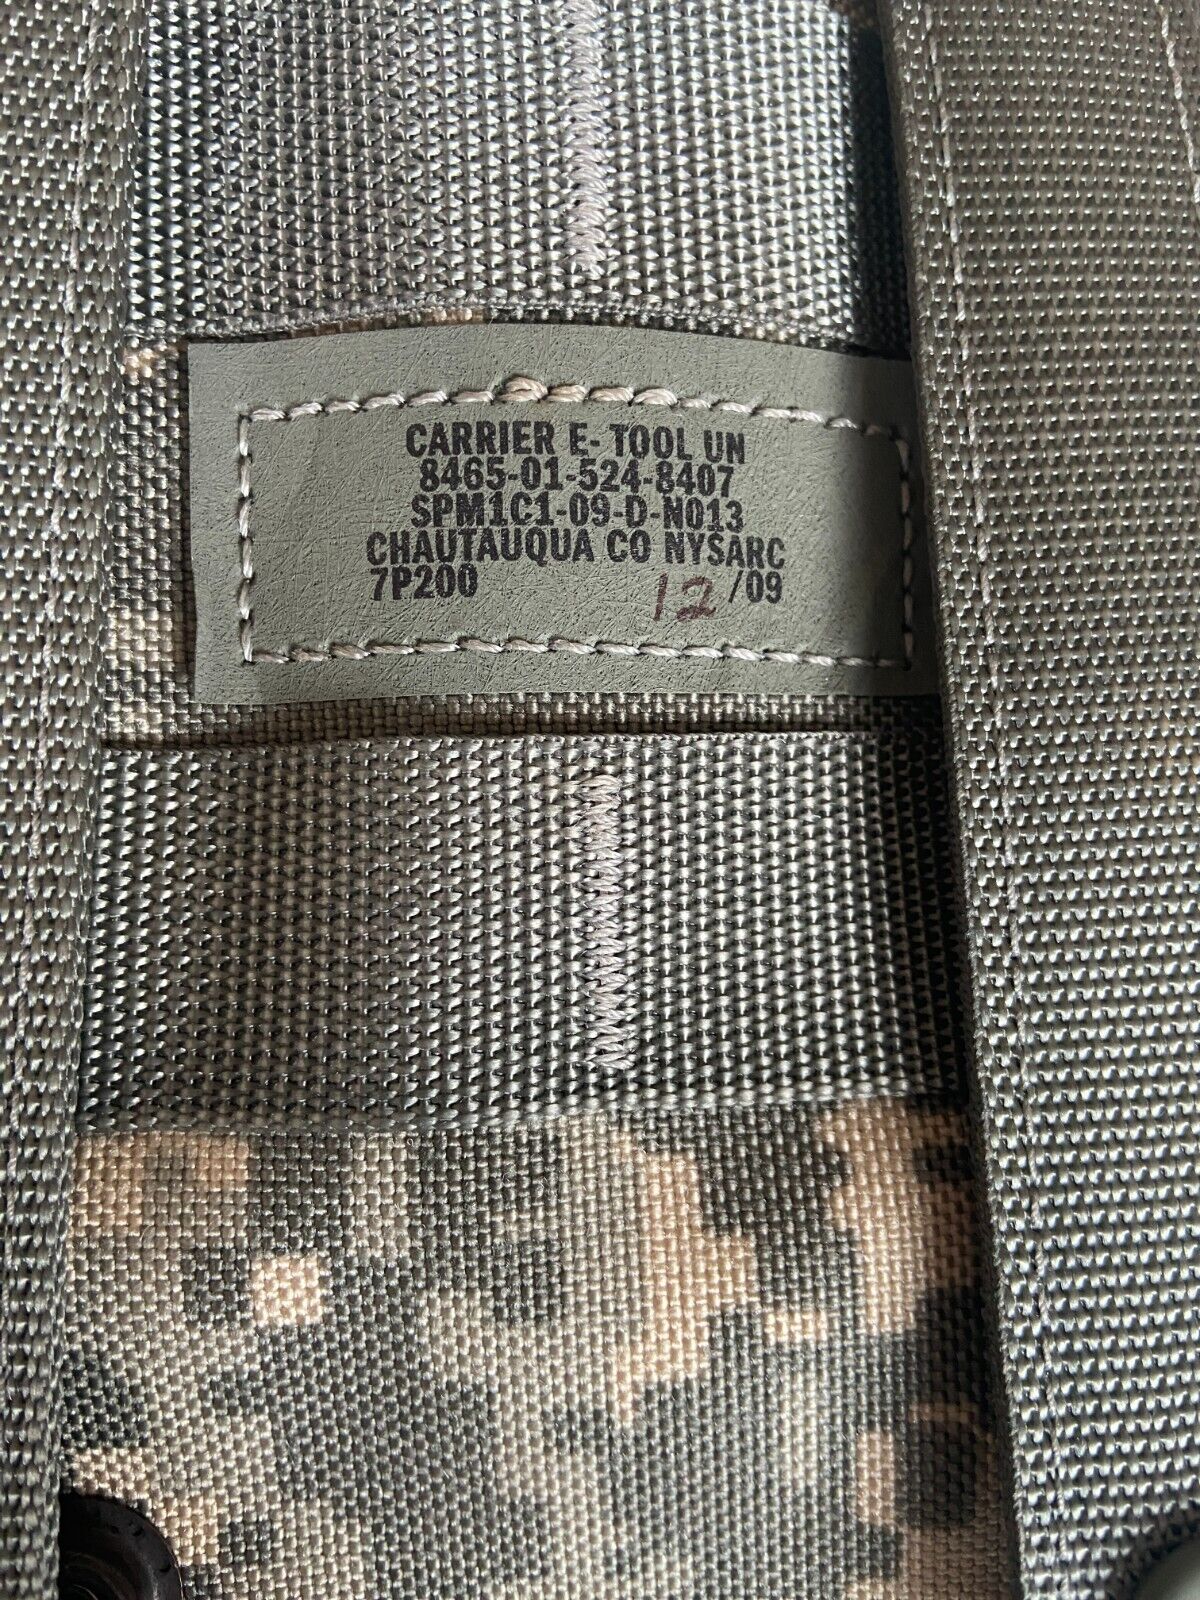 CARRIER E-TOOL UN
8465-01-524-8407
SPM1C1-09-D-N013
CHAUTAUQUA CO NYSARC
7P200 12/09